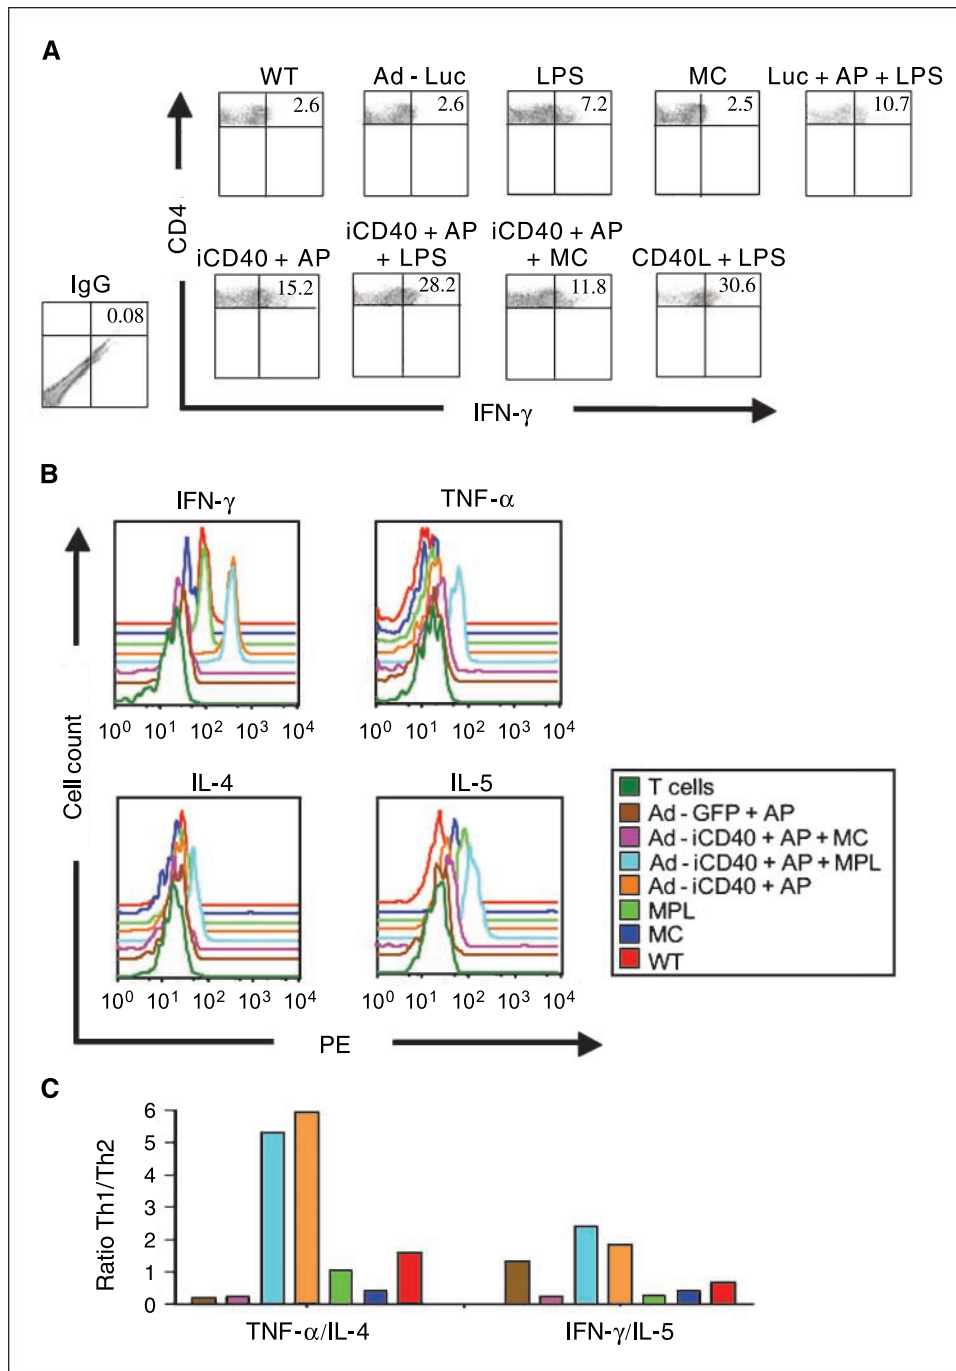 A
WT
Ad - Luc
LPS
MC
Luc + AP + LPS
2.6
2.6
7.2
2.5
10.7
CD4
iCD40 + AP
iCD40 + AP
+ LPS
iCD40 + AP
+ MC
CD40L + LPS
15.2
28.2
11.8
30.6
IgG
0.08
IFN-γ
B
IFN-γ
TNF-α
10⁰ 10¹ 10² 10³ 10⁴
10⁰ 10¹ 10² 10³ 10⁴
Cell count
IL-4
IL-5
10⁰ 10¹ 10² 10³ 10⁴
10⁰ 10¹ 10² 10³ 10⁴
PE
T cells
Ad - GFP + AP
Ad - iCD40 + AP + MC
Ad - iCD40 + AP + MPL
Ad - iCD40 + AP
MPL
MC
WT
C
Ratio Th1/Th2
6
5
4
3
2
1
0
TNF-α/IL-4
IFN-γ/IL-5